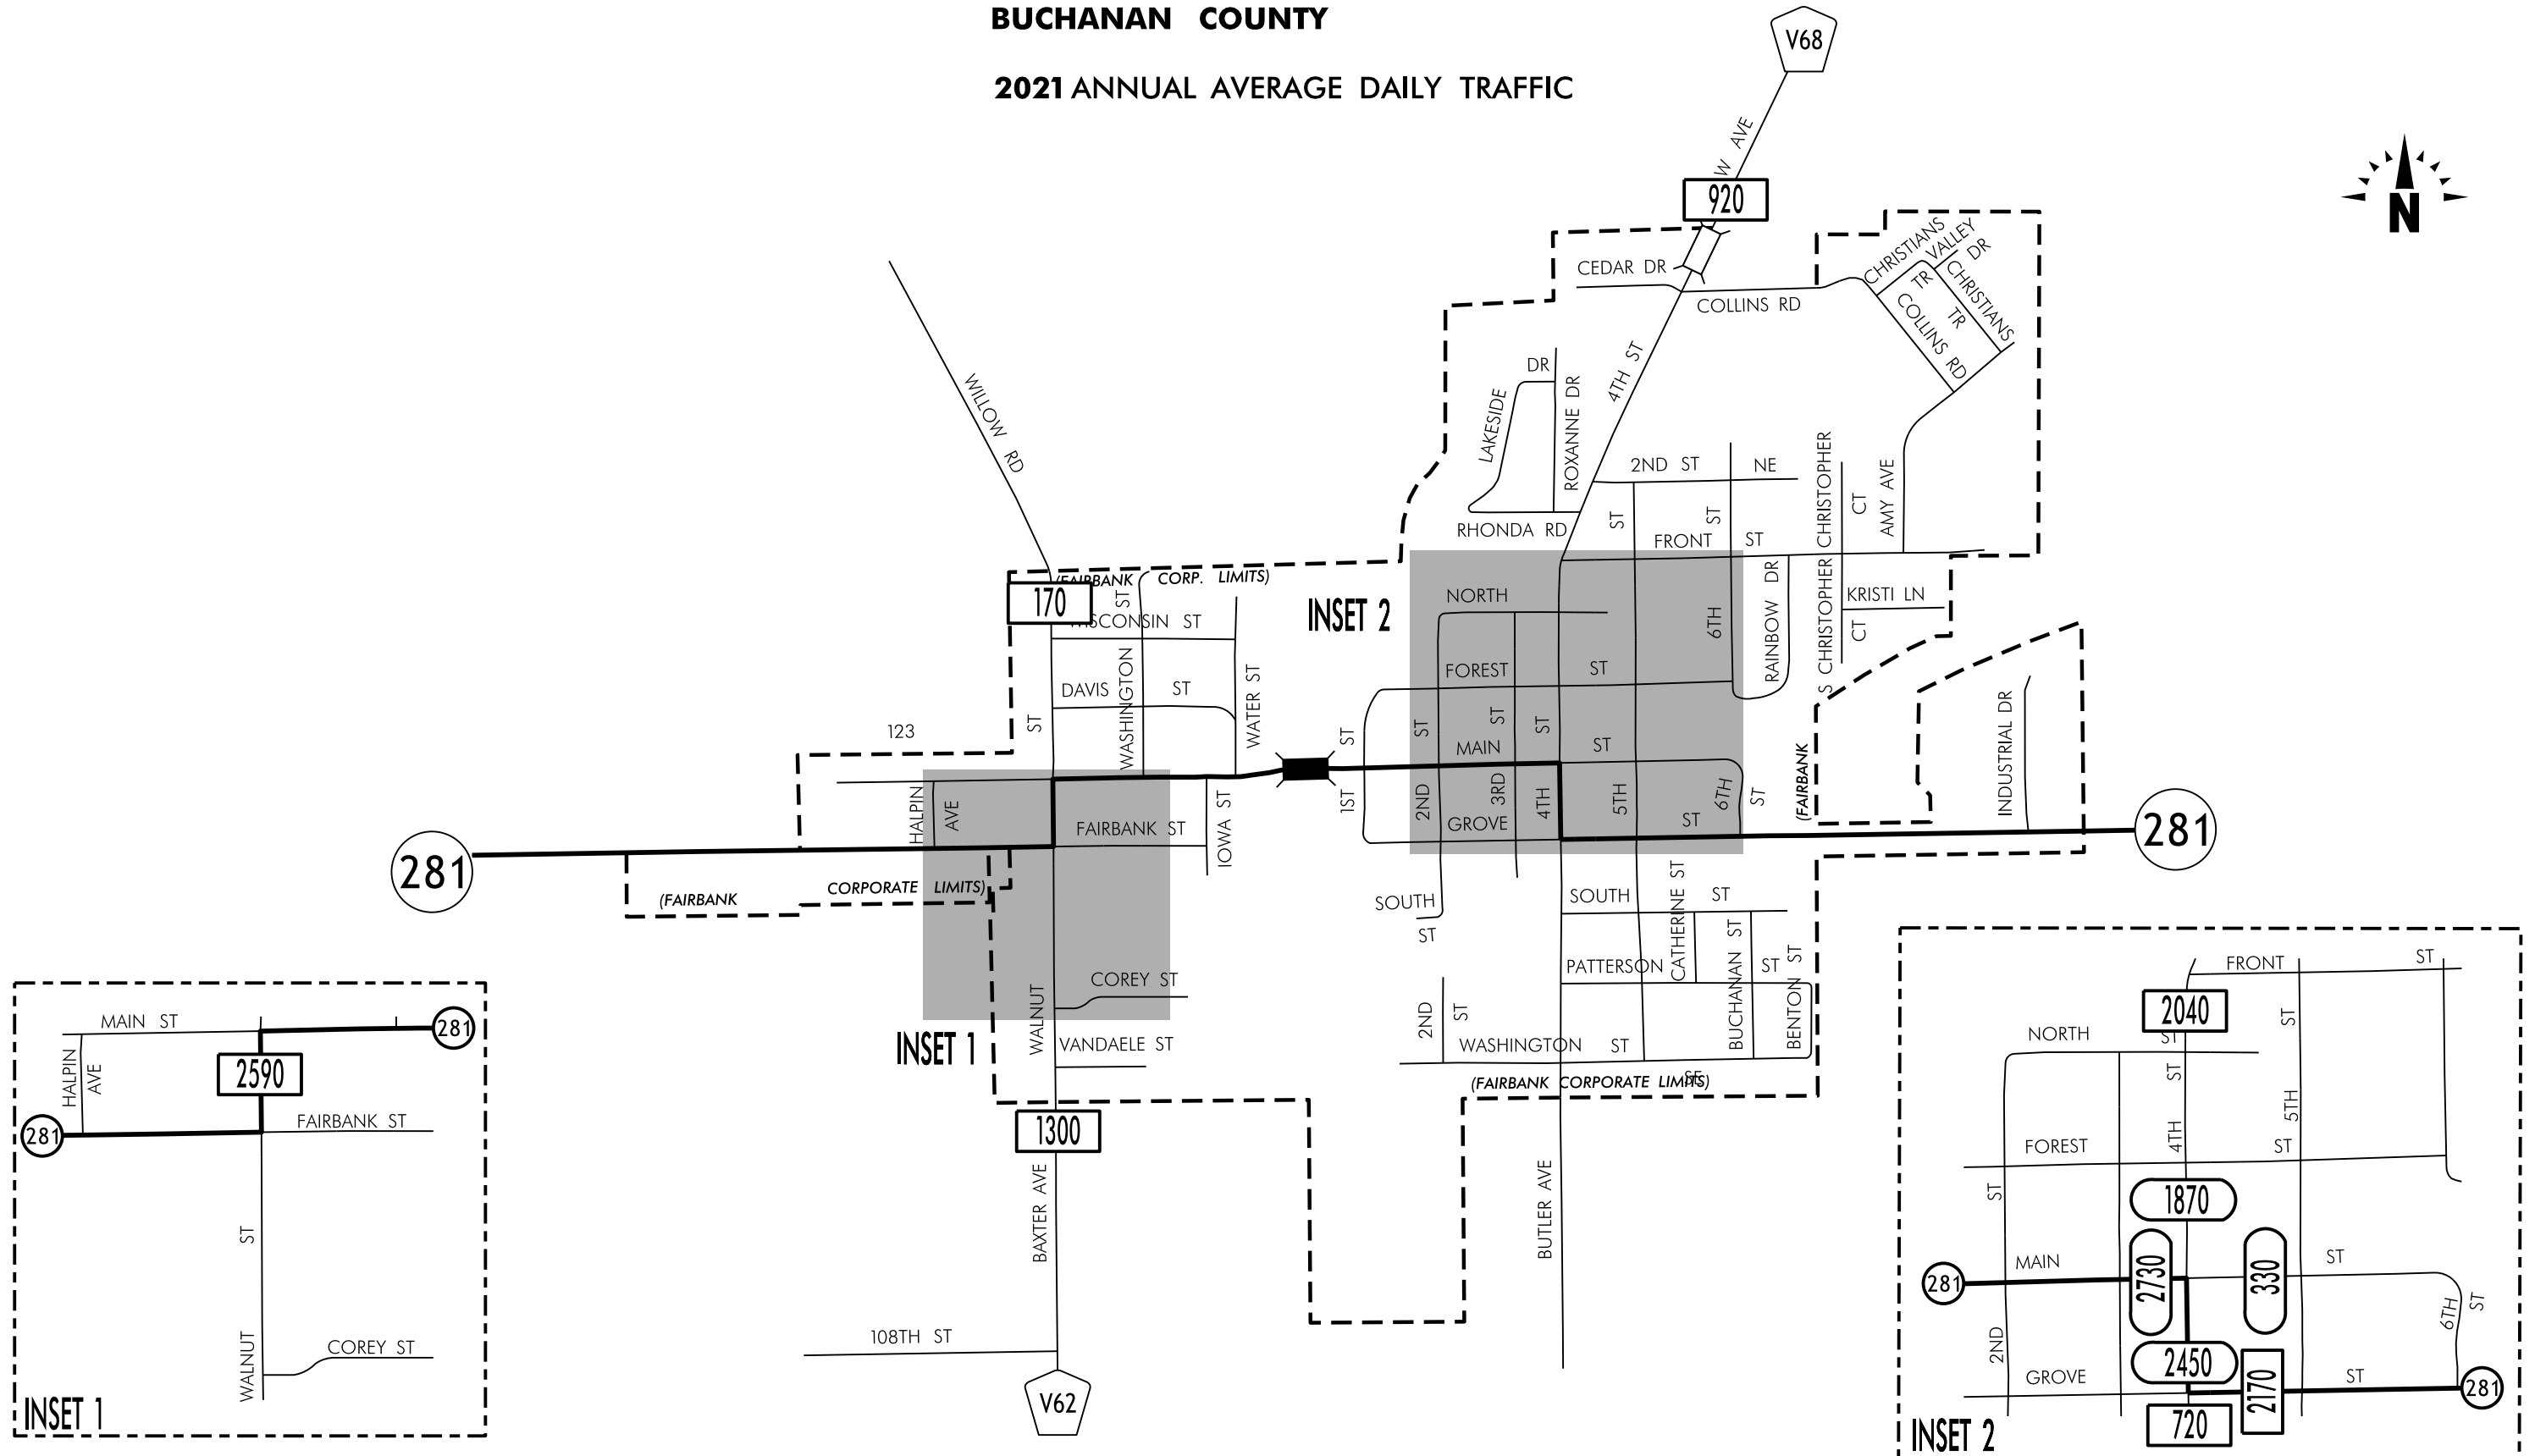 BUCHANAN COUNTY
2021 ANNUAL AVERAGE DAILY TRAFFIC
V68
W AVE
920
N
CEDAR DR
COLLINS RD
CHRISTIANS
TR
VALLEY
DR
CHRISTIANS
TR
COLLINS RD
WILLOW RD
4TH ST
LAKESIDE
DR
ROXANNE DR
RHONDA RD
2ND ST NE
ST
ST
FRONT ST
CHRISTOPHER
CT
AMY AVE
S CHRISTOPHER
CT
KRISTI LN
RAINBOW DR
6TH
(FAIRBANK CORP. LIMITS)
170
WISCONSIN ST
WASHINGTON
ST
DAVIS ST
WATER ST
ST
123
INSET 2
NORTH
FOREST ST
MAIN ST
1ST
ST
2ND
ST
3RD
ST
4TH
ST
5TH
6TH
ST
GROVE ST
(FAIRBANK
INDUSTRIAL DR
281
281
HALPIN
AVE
FAIRBANK ST
IOWA ST
(FAIRBANK CORPORATE LIMITS)
SOUTH
ST
SOUTH ST
CATHERINE ST
PATTERSON ST
BUCHANAN ST
BENTON ST
COREY ST
WALNUT
VANDAELE ST
INSET 1
2ND
ST
WASHINGTON ST
SE
(FAIRBANK CORPORATE LIMITS)
1300
BAXTER AVE
BUTLER AVE
108TH ST
V62
MAIN ST
281
HALPIN
AVE
2590
281
FAIRBANK ST
ST
WALNUT
COREY ST
INSET 1
FRONT ST
2040
NORTH
ST
ST
ST
4TH
5TH
FOREST ST
ST
1870
281
MAIN
2730
330
ST
6TH
ST
2ND
2450
GROVE
2170
ST
281
720
INSET 2